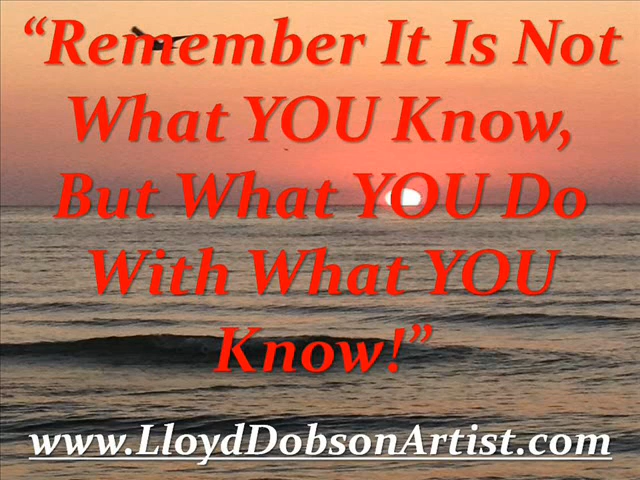 “Remember It Is Not
What YOU Know,
But What YOU Do
With What YOU
Know!”
www.LloydDobsonArtist.com